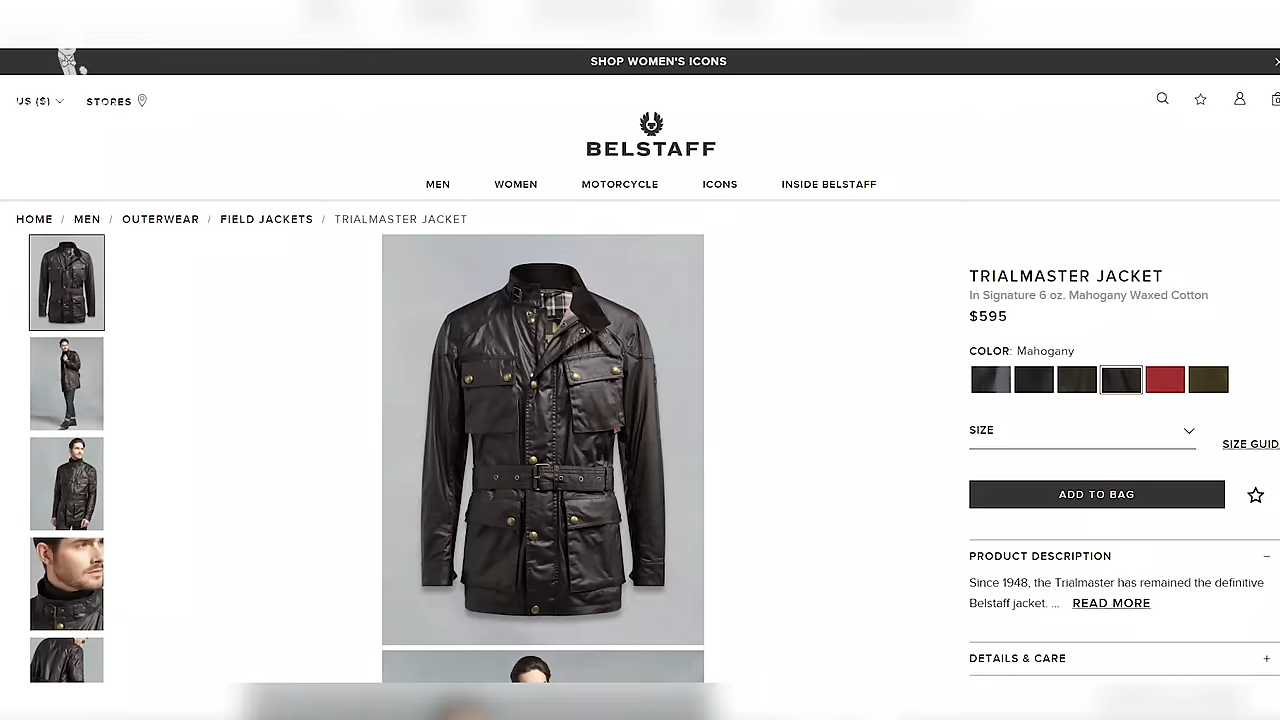 SHOP WOMEN'S ICONS
US ($)
STORES
BELSTAFF
MEN WOMEN MOTORCYCLE ICONS INSIDE BELSTAFF
HOME / MEN / OUTERWEAR / FIELD JACKETS / TRIALMASTER JACKET
TRIALMASTER JACKET
In Signature 6 oz. Mahogany Waxed Cotton
$595
COLOR: Mahogany
SIZE
SIZE GUID
ADD TO BAG
PRODUCT DESCRIPTION
Since 1948, the Trialmaster has remained the definitive
Belstaff jacket. ... READ MORE
DETAILS & CARE